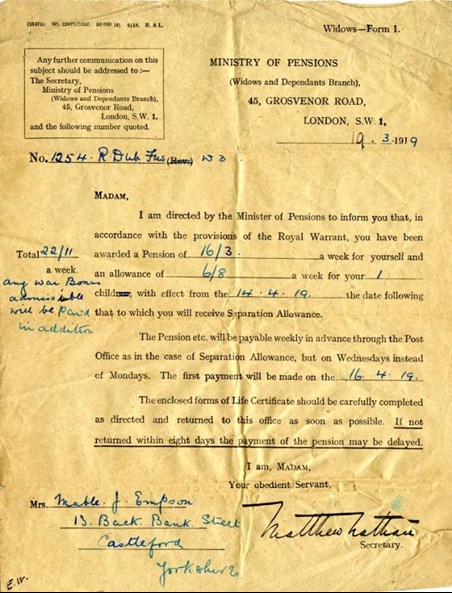 Widows—Form 1.
Any further communication on this
subject should be addressed to:—
The Secretary,
Ministry of Pensions
(Widows and Dependants Branch),
45, Grosvenor Road,
London, S.W. 1.
and the following number quoted.
MINISTRY OF PENSIONS
(Widows and Dependants Branch),
45, GROSVENOR ROAD,
LONDON, S.W. 1,
19. 3. 1919
No. 1254. R Dub Fus (Rev.) W 3
MADAM,
I am directed by the Minister of Pensions to inform you that, in
accordance with the provisions of the Royal Warrant, you have been
awarded a Pension of 16/3. a week for yourself and
an allowance of 6/8 a week for your 1
children, with effect from the 14. 4. 19. the date following
that to which you will receive Separation Allowance.
Total 22/11
a week.
any War Bonus
admissible
will be paid
in addition
The Pension etc. will be payable weekly in advance through the Post
Office as in the case of Separation Allowance, but on Wednesdays instead
of Mondays. The first payment will be made on the 16. 4. 19.
The enclosed forms of Life Certificate should be carefully completed
as directed and returned to this office as soon as possible. If not
returned within eight days the payment of the pension may be delayed.
I am, MADAM,
Your obedient Servant,
Matthew Nathan
Secretary.
Mrs. Mable. J. Empson
13. Back Bank Street
Castleford
Yorkshire
E.W.